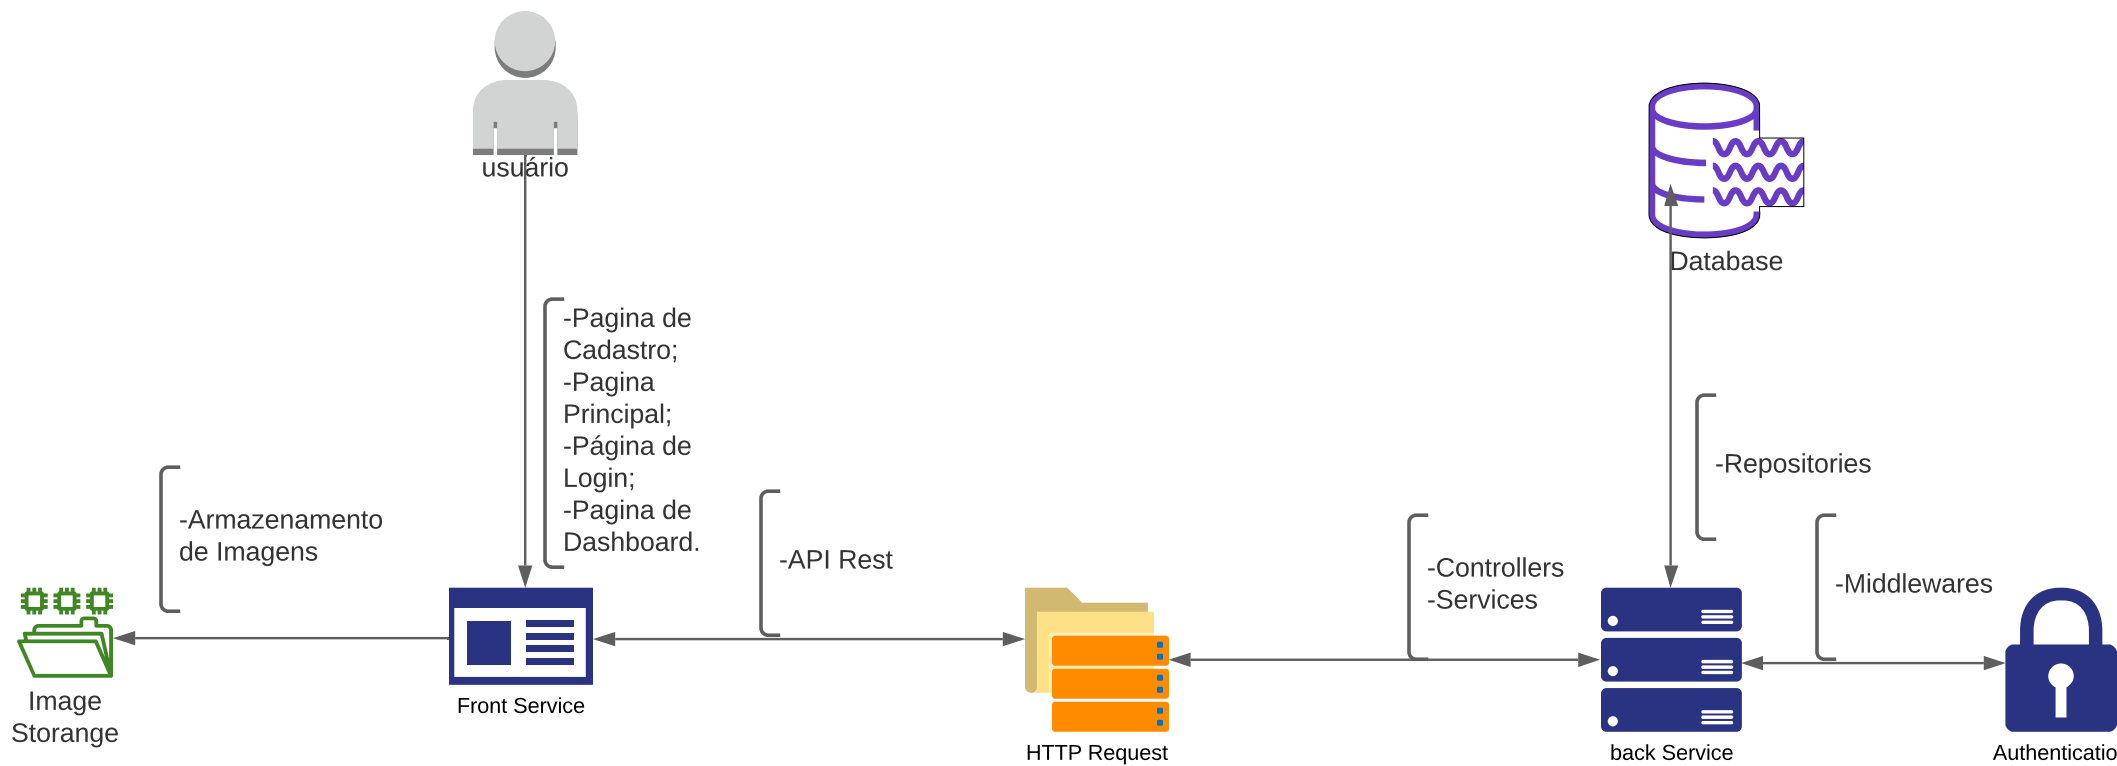 usuário
Database
-Pagina de
Cadastro;
-Pagina
Principal;
-Página de
Login;
-Pagina de
Dashboard.
-Repositories
-Armazenamento
de Imagens
-API Rest
-Controllers
-Services
-Middlewares
Image
Storange
Front Service
HTTP Request
back Service
Authenticatio